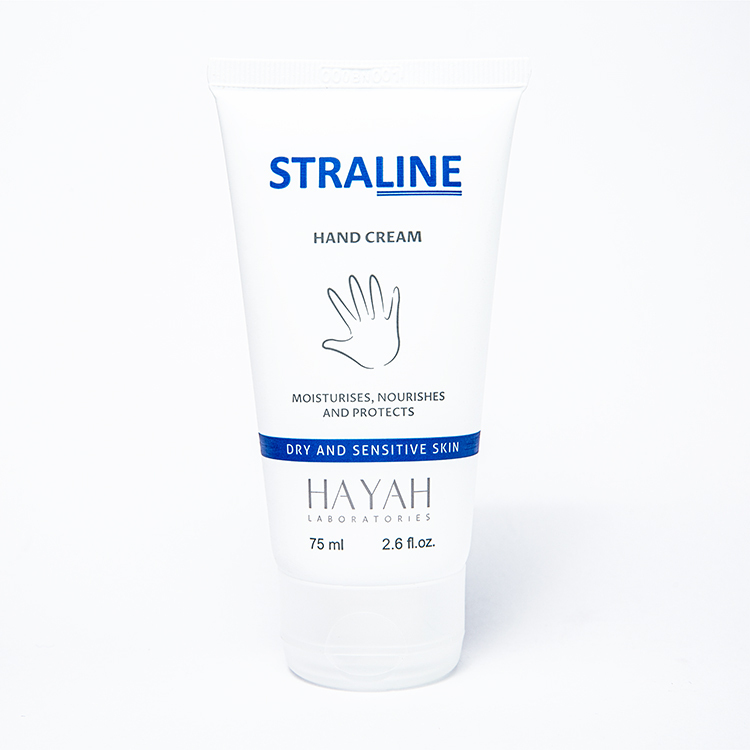 STRALINE
HAND CREAM
MOISTURISES, NOURISHES
AND PROTECTS
DRY AND SENSITIVE SKIN
HAYAH
LABORATORIES
75 ml 2.6 fl.oz.